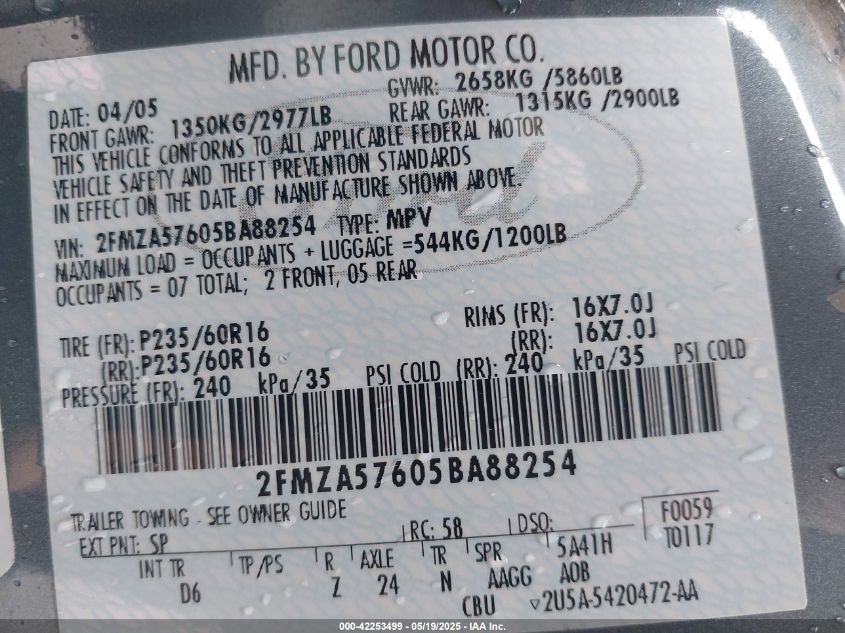 MFD. BY FORD MOTOR CO.
DATE: 04/05 GVWR: 2658KG /5860LB
FRONT GAWR: 1350KG/2977LB REAR GAWR: 1315KG /2900LB
THIS VEHICLE CONFORMS TO ALL APPLICABLE FEDERAL MOTOR
VEHICLE SAFETY AND THEFT PREVENTION STANDARDS
IN EFFECT ON THE DATE OF MANUFACTURE SHOWN ABOVE.
VIN: 2FMZA57605BA88254 TYPE: MPV
MAXIMUM LOAD = OCCUPANTS + LUGGAGE =544KG/1200LB
OCCUPANTS = 07 TOTAL; 2 FRONT, 05 REAR
TIRE (FR): P235/60R16 RIMS (FR): 16X7.0J
(RR): P235/60R16 (RR): 16X7.0J
PRESSURE (FR): 240 kPa/35 PSI COLD (RR): 240 kPa/35 PSI COLD
2FMZA57605BA88254
TRAILER TOWING - SEE OWNER GUIDE F0059
EXT PNT: SP RC: 58 DSO: T0117
INT TR TP/PS R AXLE TR SPR 5A41H
D6 Z 24 N AAGG AOB
CBU ▽2U5A-5420472-AA
000-42253499 - 05/19/2025 - IAA Inc.